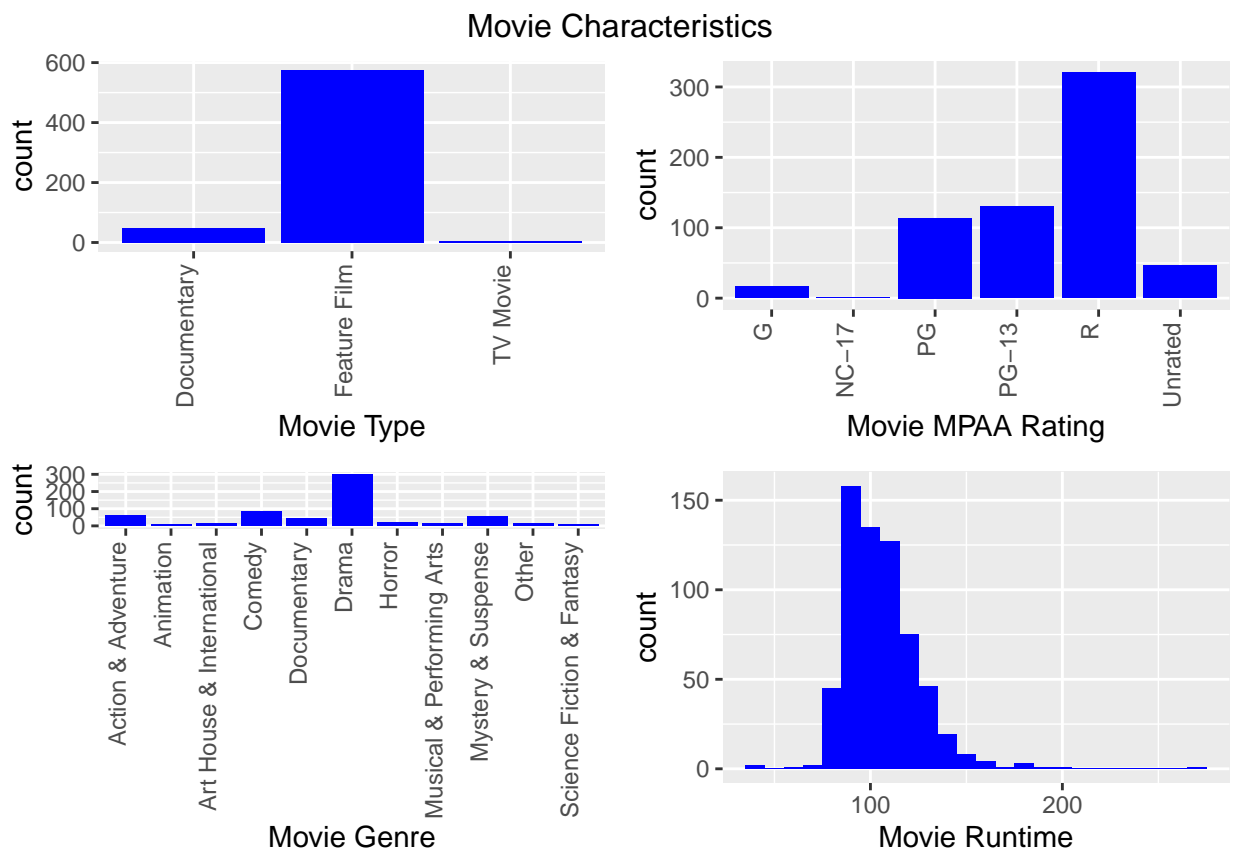 Movie Characteristics
600
400
200
0
count
Documentary
Feature Film
TV Movie
Movie Type
300
200
100
0
count
G
NC−17
PG
PG−13
R
Unrated
Movie MPAA Rating
300
200
100
0
count
Action & Adventure
Animation
Art House & International
Comedy
Documentary
Drama
Horror
Musical & Performing Arts
Mystery & Suspense
Other
Science Fiction & Fantasy
Movie Genre
150
100
50
0
count
100
200
Movie Runtime